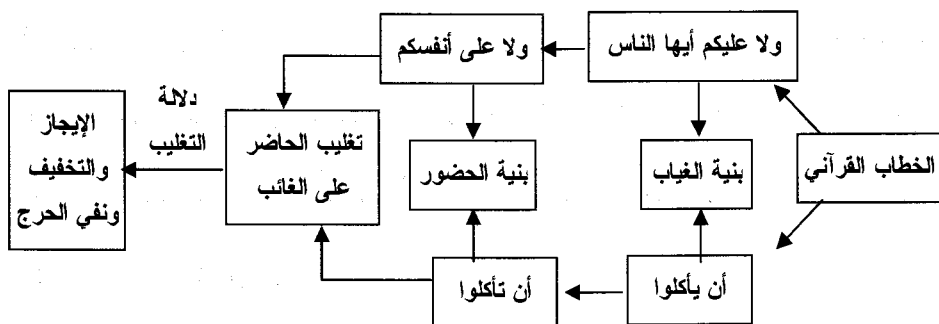 ولا عليكم أيها الناس
ولا على أنفسكم
الخطاب القرآني
بنية الغياب
بنية الحضور
تغليب الحاضر
على الغائب
دلالة
التغليب
الإيجاز
والتخفيف
ونفي الحرج
أن يأكلوا
أن تأكلوا